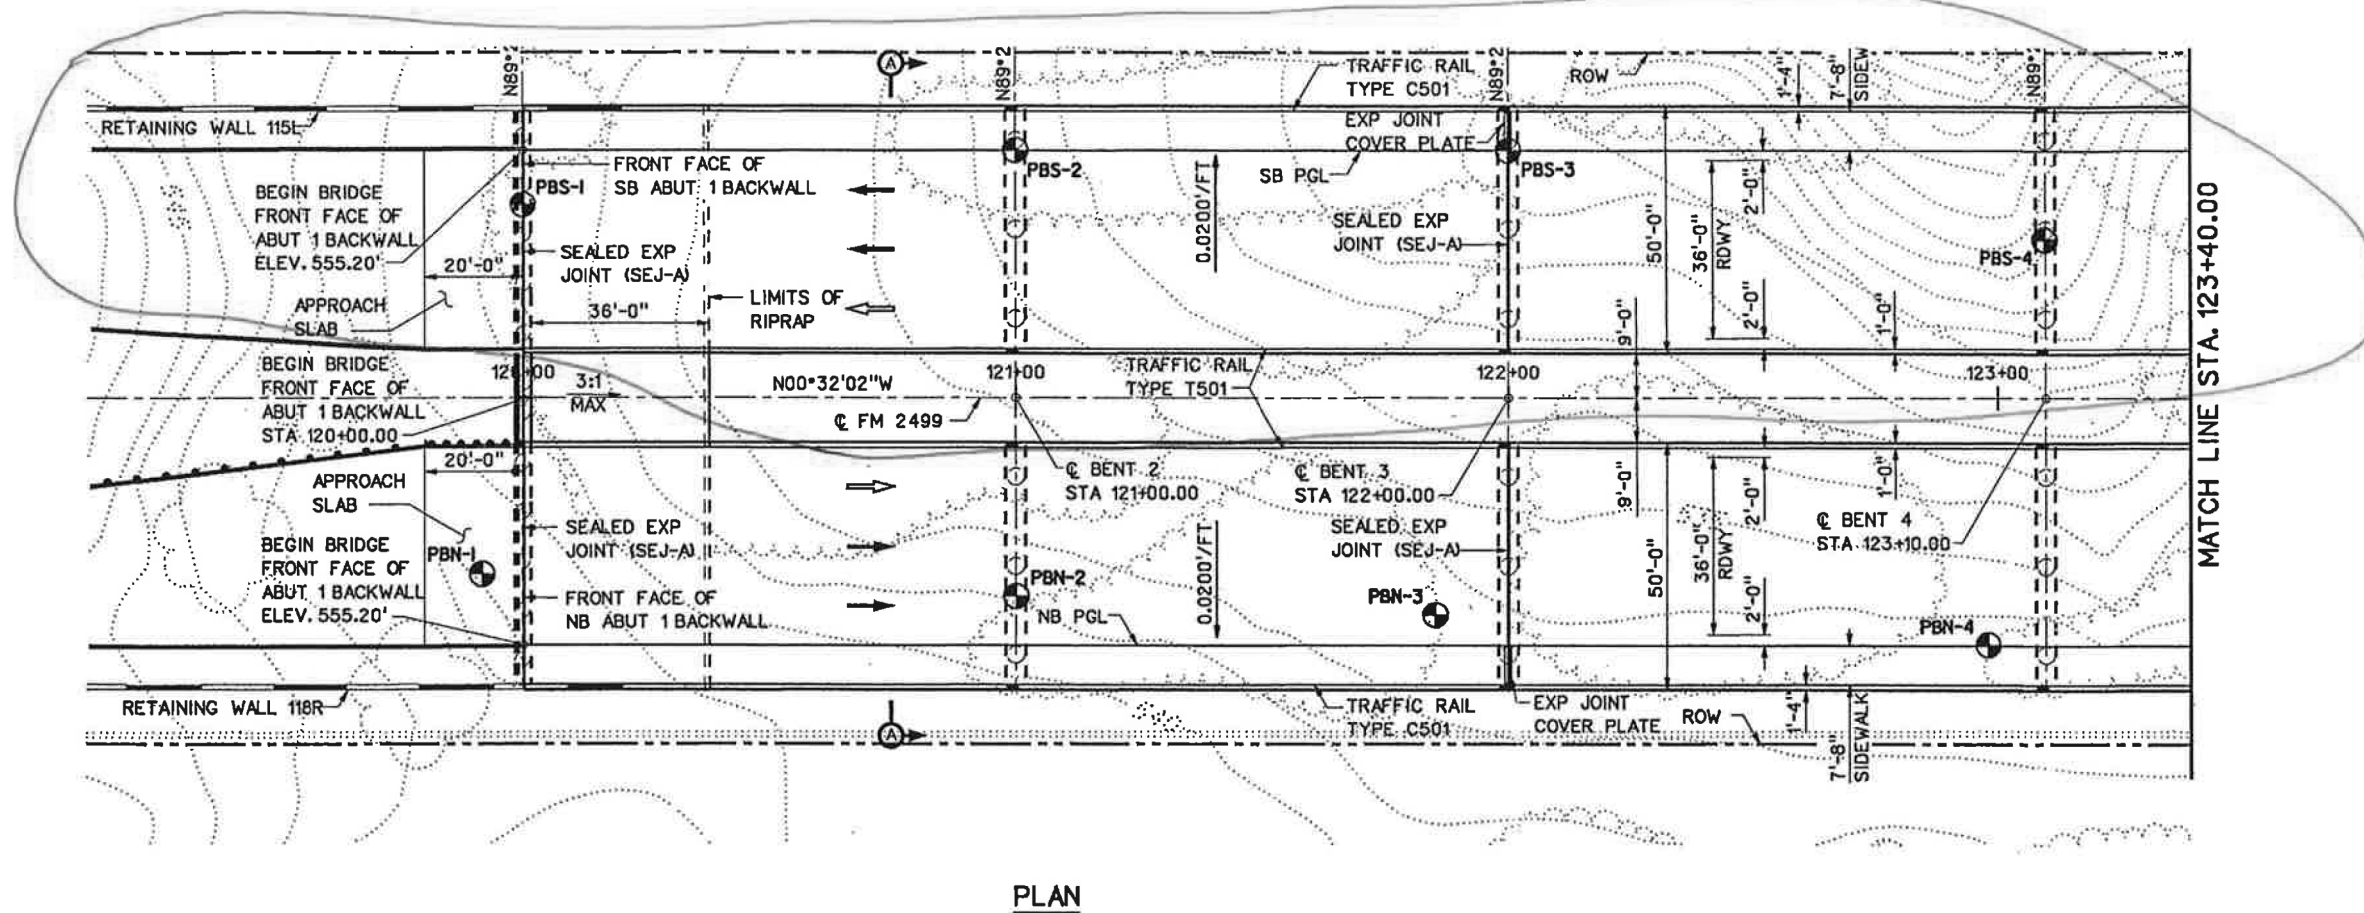 N89°2
N89°2
N89°2
N89°
A
TRAFFIC RAIL
TYPE C501
ROW
1'-4"
7'-8"
SIDEW
RETAINING WALL 115L
EXP JOINT
COVER PLATE
FRONT FACE OF
SB ABUT 1 BACKWALL
PBS-1
PBS-2
PBS-3
PBS-4
SB PGL
0.0200'/FT
BEGIN BRIDGE
FRONT FACE OF
ABUT 1 BACKWALL
ELEV. 555.20'
SEALED EXP
JOINT (SEJ-A)
SEALED EXP
JOINT (SEJ-A)
50'-0"
36'-0"
RDWY
2'-0"
2'-0"
20'-0"
APPROACH
SLAB
36'-0"
LIMITS OF
RIPRAP
9'-0"
1'-0"
MATCH LINE STA. 123+40.00
BEGIN BRIDGE
FRONT FACE OF
ABUT 1 BACKWALL
STA 120+00.00
120+00
3:1
MAX
N00°32'02"W
℄ FM 2499
121+00
TRAFFIC RAIL
TYPE T501
122+00
123+00
20'-0"
APPROACH
SLAB
℄ BENT 2
STA 121+00.00
℄ BENT 3
STA 122+00.00
9'-0"
1'-0"
℄ BENT 4
STA 123+10.00
SEALED EXP
JOINT (SEJ-A)
SEALED EXP
JOINT (SEJ-A)
BEGIN BRIDGE
FRONT FACE OF
ABUT 1 BACKWALL
ELEV. 555.20'
PBN-1
PBN-2
PBN-3
PBN-4
FRONT FACE OF
NB ABUT 1 BACKWALL
NB PGL
0.0200'/FT
50'-0"
36'-0"
RDWY
2'-0"
2'-0"
RETAINING WALL 118R
A
TRAFFIC RAIL
TYPE C501
EXP JOINT
COVER PLATE
ROW
1'-4"
7'-8"
SIDEWALK
PLAN